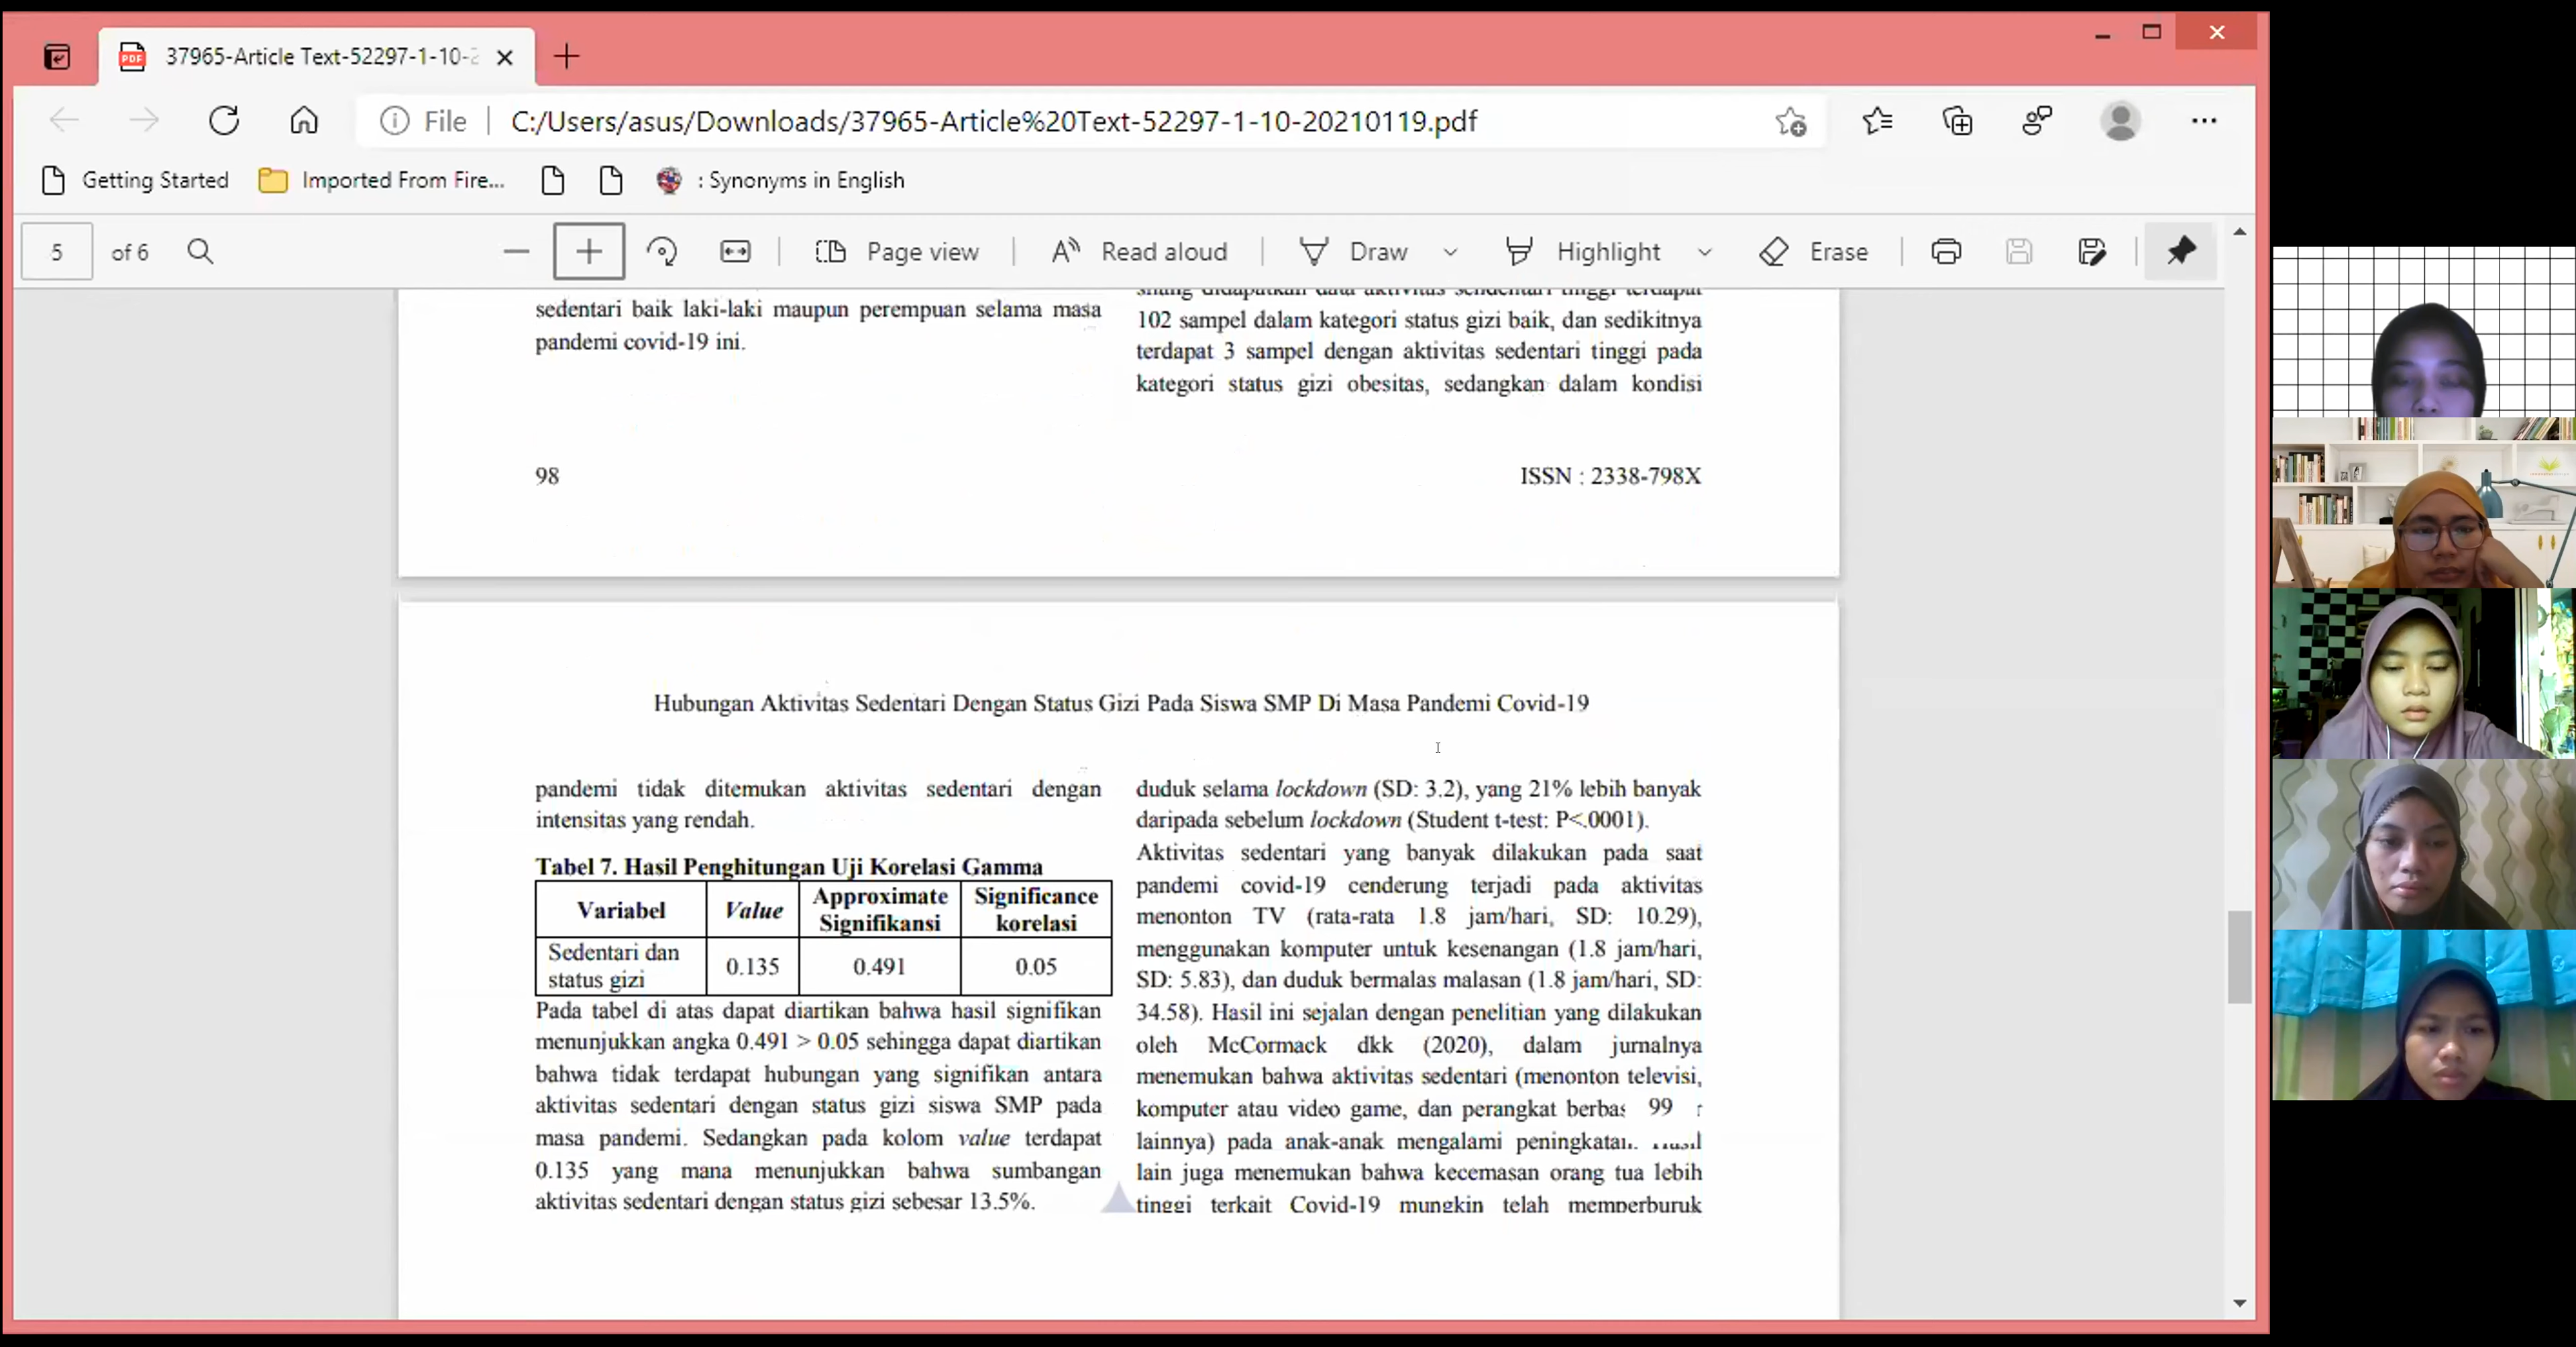 37965-Article Text-52297-1-10-2
File
C:/Users/asus/Downloads/37965-Article%20Text-52297-1-10-20210119.pdf
Getting Started
Imported From Fire...
: Synonyms in English
5 of 6
Page view
Read aloud
Draw
Highlight
Erase
sedentari baik laki-laki maupun perempuan selama masa
pandemi covid-19 ini.
silang didapatkan data aktivitas sendentari tinggi terdapat
102 sampel dalam kategori status gizi baik, dan sedikitnya
terdapat 3 sampel dengan aktivitas sedentari tinggi pada
kategori status gizi obesitas, sedangkan dalam kondisi
98
ISSN : 2338-798X
Hubungan Aktivitas Sedentari Dengan Status Gizi Pada Siswa SMP Di Masa Pandemi Covid-19
pandemi tidak ditemukan aktivitas sedentari dengan
intensitas yang rendah.
Tabel 7. Hasil Penghitungan Uji Korelasi Gamma
Variabel Value Approximate Signifikansi Significance korelasi
Sedentari dan status gizi 0.135 0.491 0.05
Pada tabel di atas dapat diartikan bahwa hasil signifikan
menunjukkan angka 0.491 > 0.05 sehingga dapat diartikan
bahwa tidak terdapat hubungan yang signifikan antara
aktivitas sedentari dengan status gizi siswa SMP pada
masa pandemi. Sedangkan pada kolom value terdapat
0.135 yang mana menunjukkan bahwa sumbangan
aktivitas sedentari dengan status gizi sebesar 13.5%.
duduk selama lockdown (SD: 3.2), yang 21% lebih banyak
daripada sebelum lockdown (Student t-test: P<.0001).
Aktivitas sedentari yang banyak dilakukan pada saat
pandemi covid-19 cenderung terjadi pada aktivitas
menonton TV (rata-rata 1.8 jam/hari, SD: 10.29),
menggunakan komputer untuk kesenangan (1.8 jam/hari,
SD: 5.83), dan duduk bermalas malasan (1.8 jam/hari, SD:
34.58). Hasil ini sejalan dengan penelitian yang dilakukan
oleh McCormack dkk (2020), dalam jurnalnya
menemukan bahwa aktivitas sedentari (menonton televisi,
komputer atau video game, dan perangkat berbas 99
lainnya) pada anak-anak mengalami peningkatan.
lain juga menemukan bahwa kecemasan orang tua lebih
tinggi terkait Covid-19 mungkin telah memperburuk